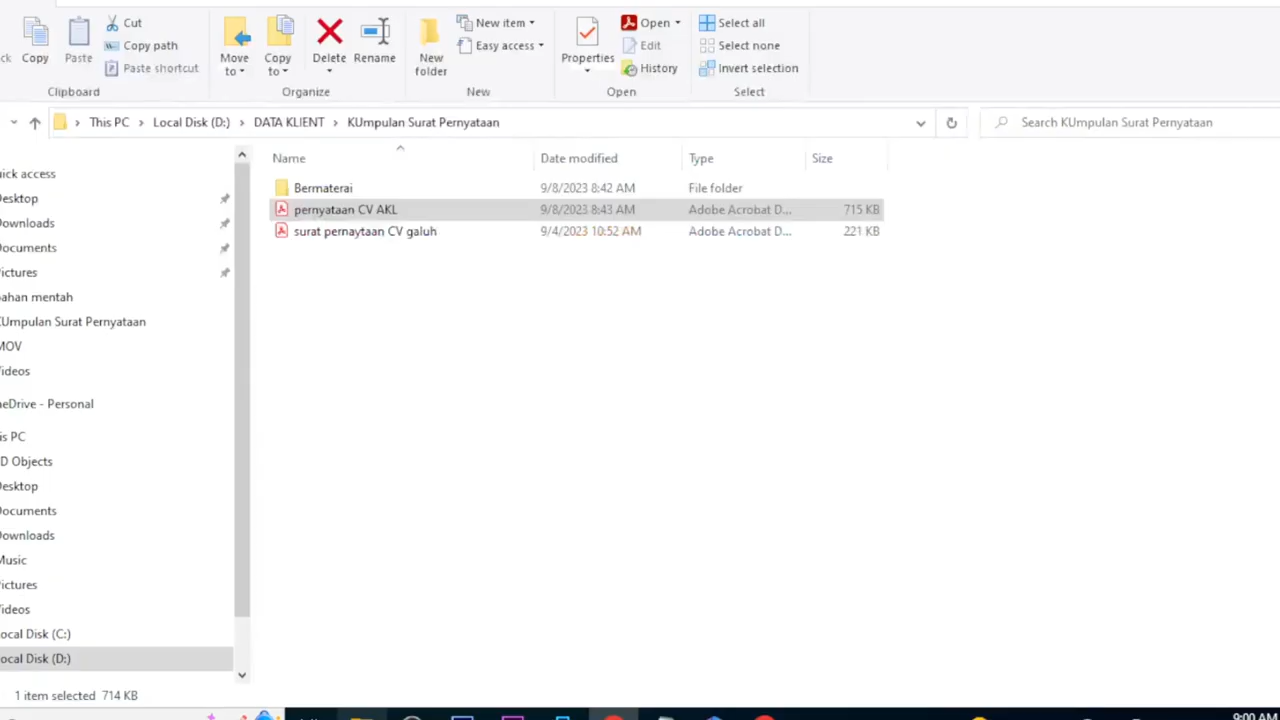 Cut
New item
Open
Select all
ck Copy Paste
Copy path
Move to
Copy to
Delete
Rename
New folder
Easy access
Properties
Edit
Select none
Paste shortcut
History
Invert selection
Clipboard
Organize
New
Open
Select
This PC > Local Disk (D:) > DATA KLIENT > KUmpulan Surat Pernyataan
Search KUmpulan Surat Pernyataan
Name Date modified Type Size
uick access
Bermaterai 9/8/2023 8:42 AM File folder
esktop
pernyataan CV AKL 9/8/2023 8:43 AM Adobe Acrobat D... 715 KB
ownloads
surat pernaytaan CV galuh 9/4/2023 10:52 AM Adobe Acrobat D... 221 KB
ocuments
ictures
bahan mentah
KUmpulan Surat Pernyataan
MOV
ideos
neDrive - Personal
is PC
D Objects
esktop
ocuments
ownloads
Music
ictures
ideos
ocal Disk (C:)
ocal Disk (D:)
1 item selected 714 KB
9:00 AM